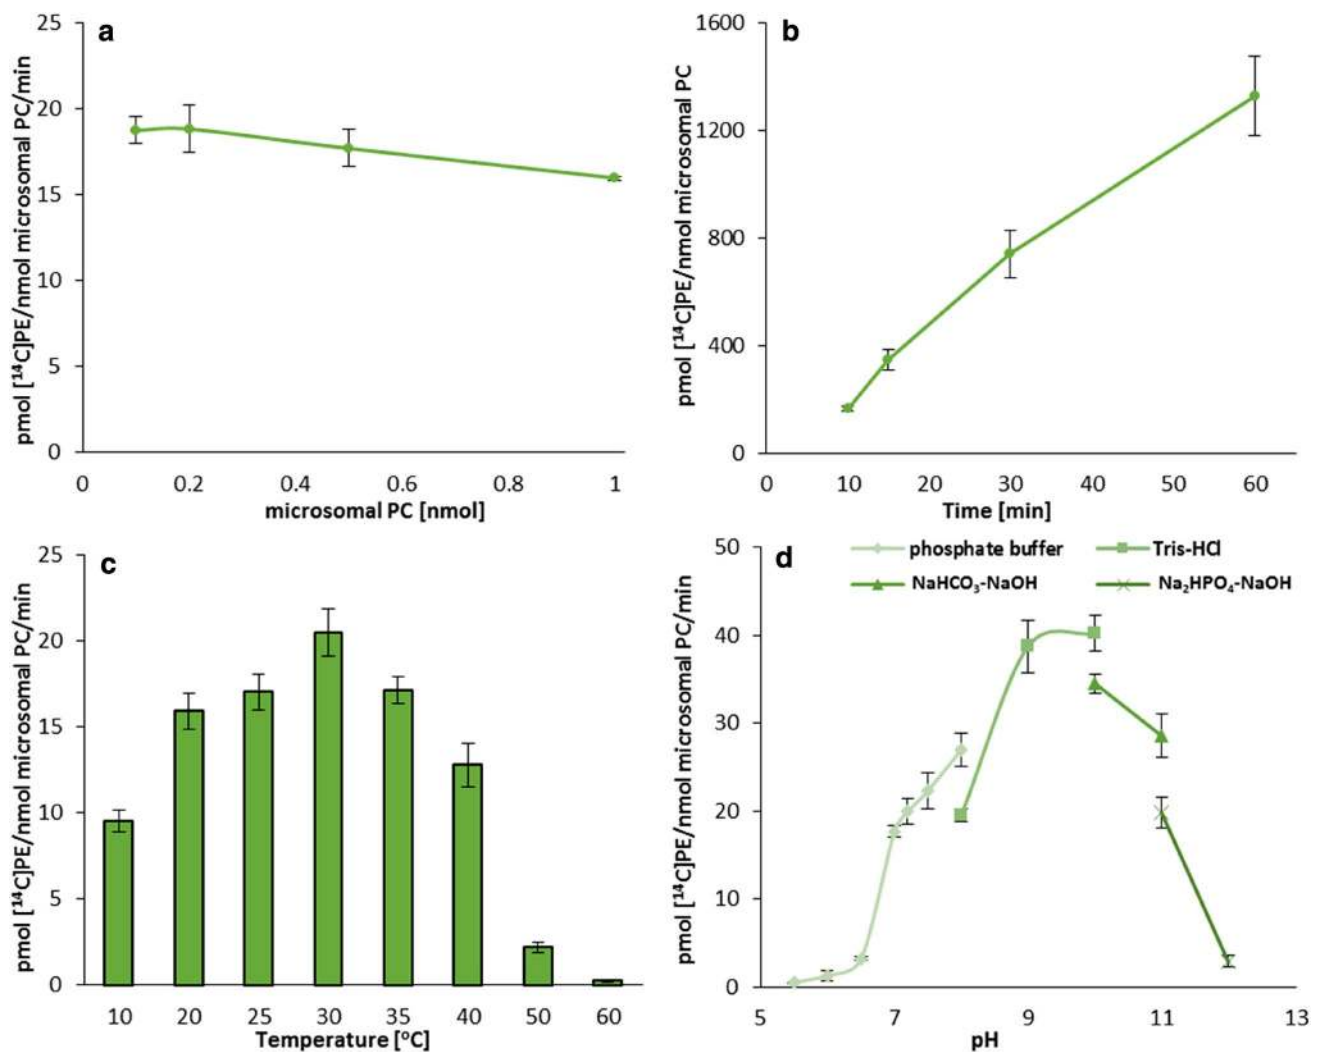 a
pmol [¹⁴C]PE/nmol microsomal PC/min
25
20
15
10
5
0
0 0.2 0.4 0.6 0.8 1
microsomal PC [nmol]
b
pmol [¹⁴C]PE/nmol microsomal PC
1600
1200
800
400
0
0 10 20 30 40 50 60
Time [min]
c
pmol [¹⁴C]PE/nmol microsomal PC/min
25
20
15
10
5
0
10 20 25 30 35 40 50 60
Temperature [°C]
d
phosphate buffer Tris-HCl
NaHCO₃-NaOH Na₂HPO₄-NaOH
pmol [¹⁴C]PE/nmol microsomal PC/min
50
40
30
20
10
0
5 7 9 11 13
pH